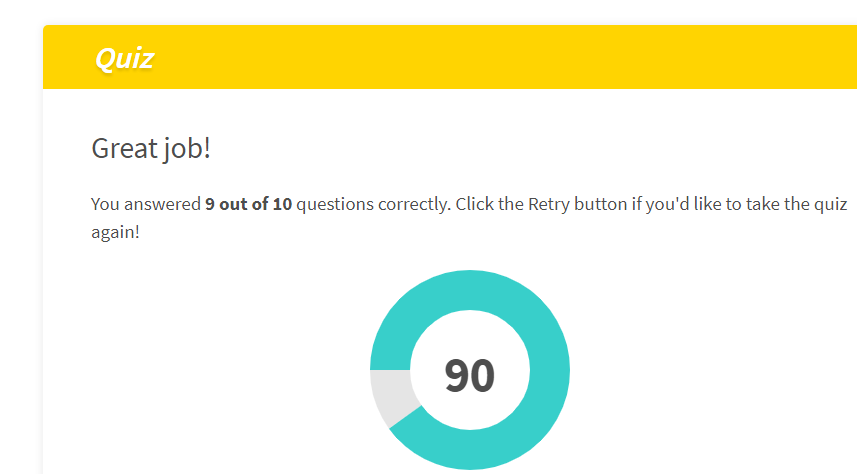 Quiz
Great job!
You answered 9 out of 10 questions correctly. Click the Retry button if you'd like to take the quiz
again!
90